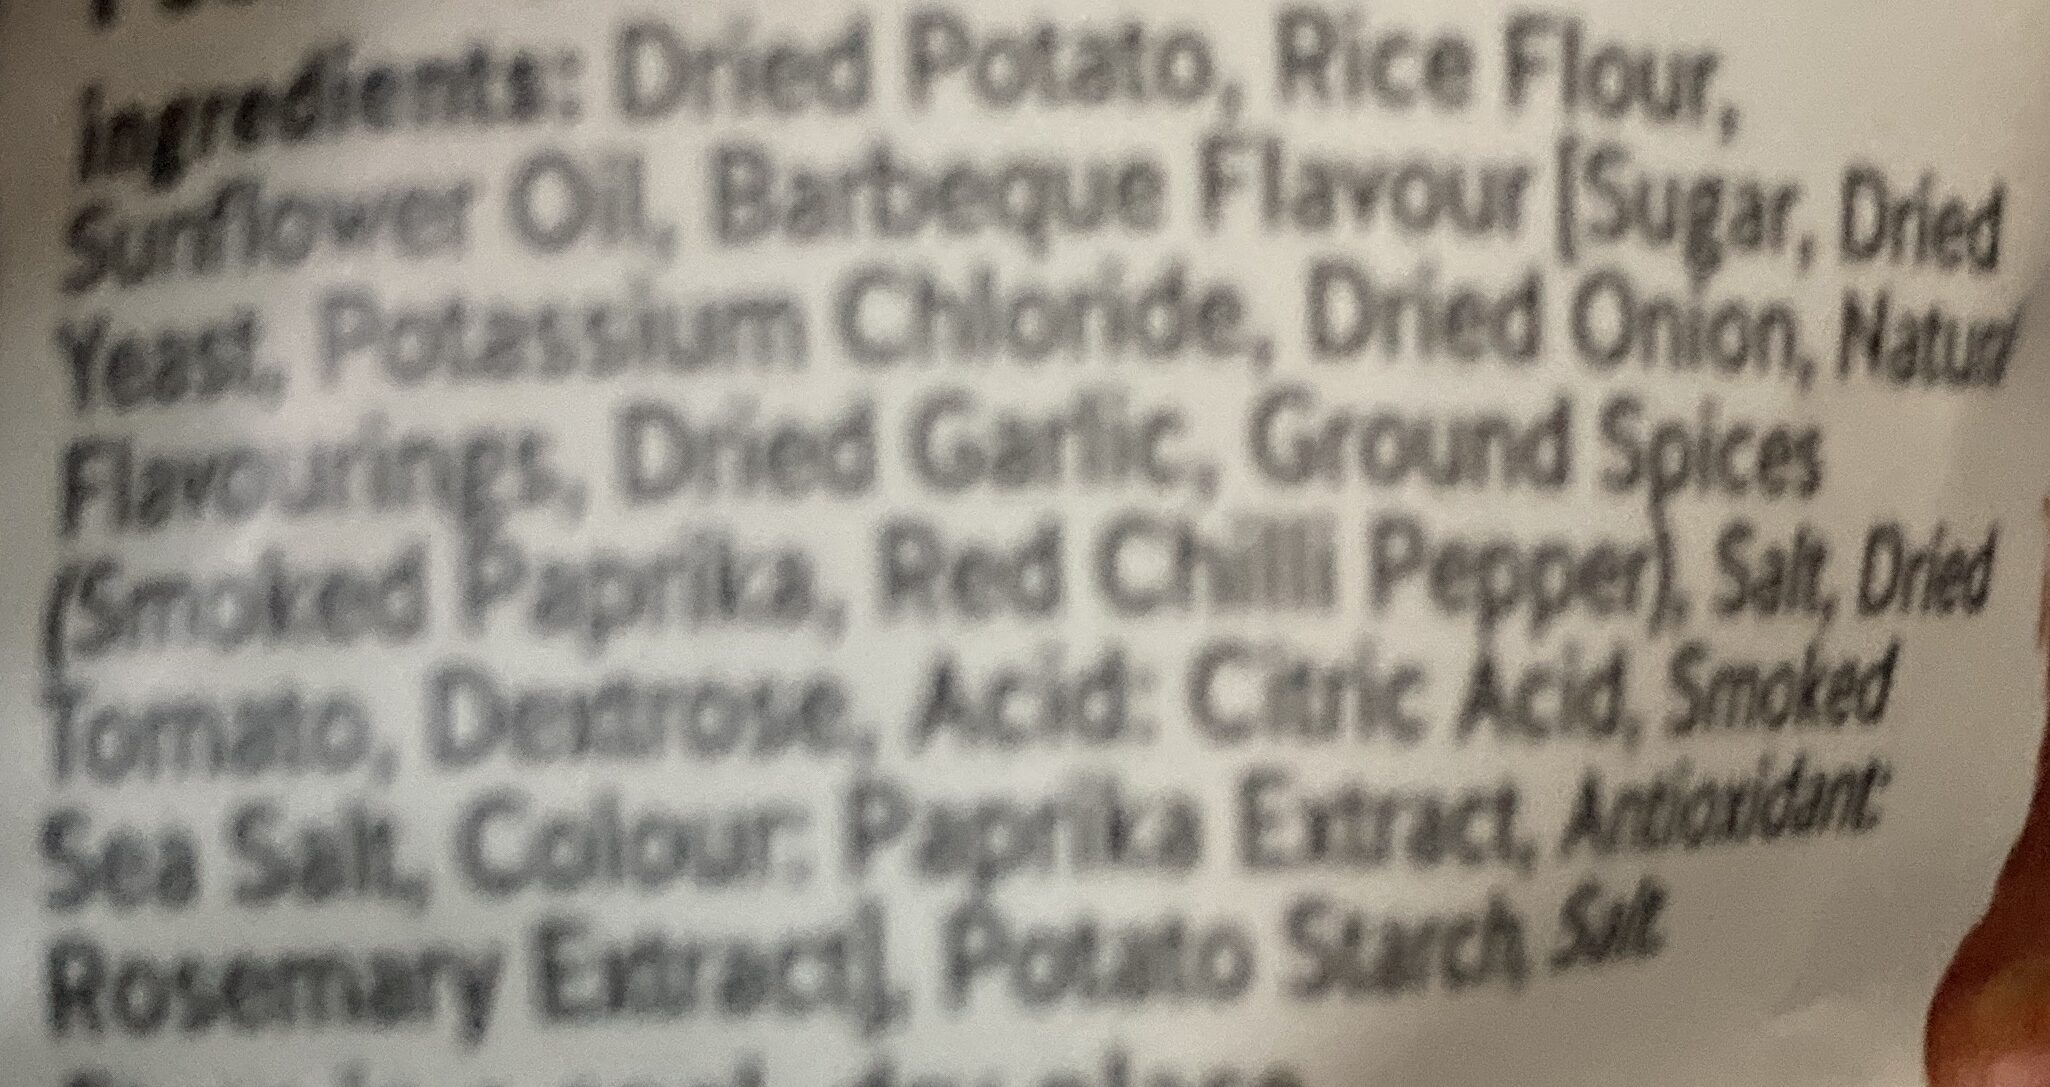 Ingredients: Dried Potato, Rice Flour,
Sunflower Oil, Barbeque Flavour [Sugar, Dried
Yeast, Potassium Chloride, Dried Onion, Natural
Flavourings, Dried Garlic, Ground Spices
(Smoked Paprika, Red Chilli Pepper), Salt, Dried
Tomato, Dextrose, Acid: Citric Acid, Smoked
Sea Salt, Colour: Paprika Extract, Antioxidant:
Rosemary Extract], Potato Starch, Salt.